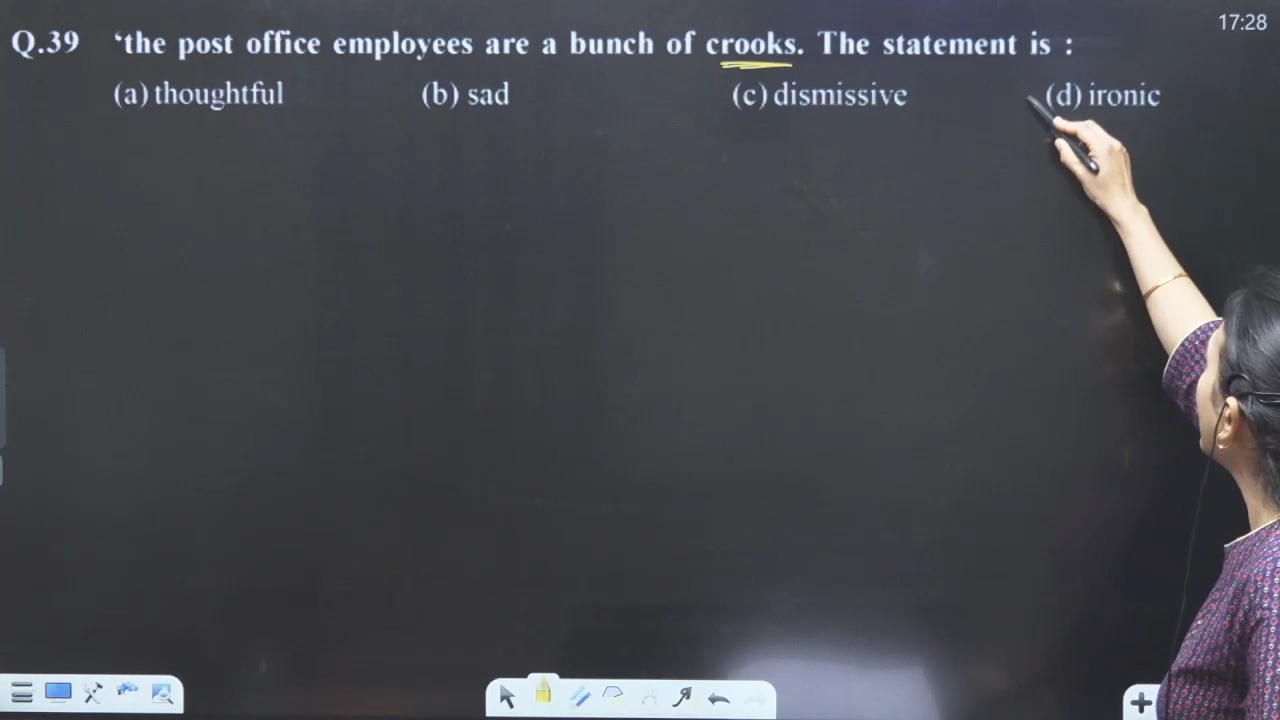 17:28
Q.39 ‘the post office employees are a bunch of crooks. The statement is :
(a) thoughtful (b) sad (c) dismissive (d) ironic